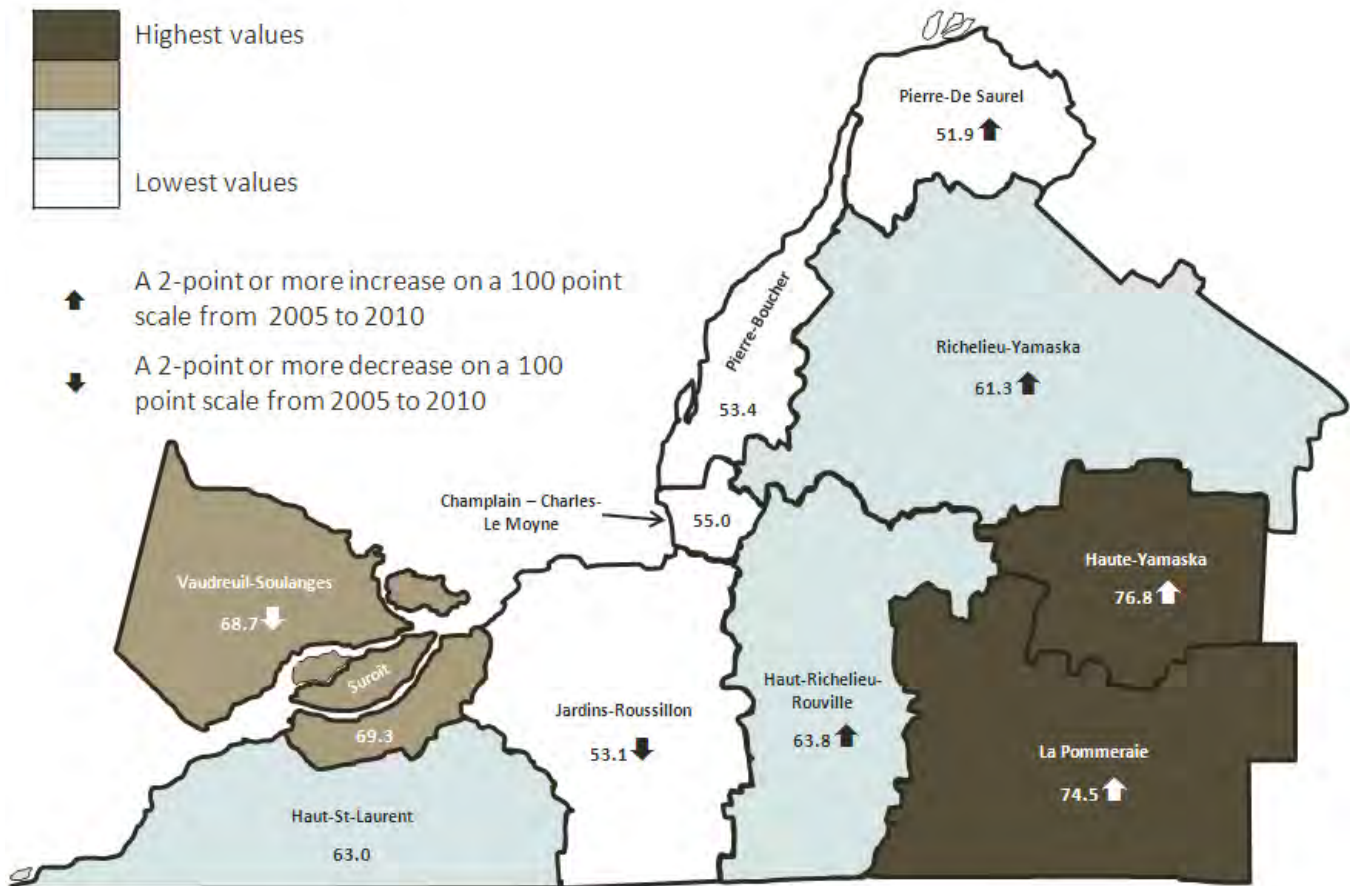 Highest values
Lowest values
A 2-point or more increase on a 100 point
scale from 2005 to 2010
A 2-point or more decrease on a 100
point scale from 2005 to 2010
Pierre-De Saurel
51.9
Pierre-Boucher
53.4
Richelieu-Yamaska
61.3
Champlain – Charles-
Le Moyne
55.0
Haute-Yamaska
76.8
Vaudreuil-Soulanges
68.7
Suroît
69.3
Jardins-Roussillon
53.1
Haut-Richelieu-
Rouville
63.8
La Pommeraie
74.5
Haut-St-Laurent
63.0